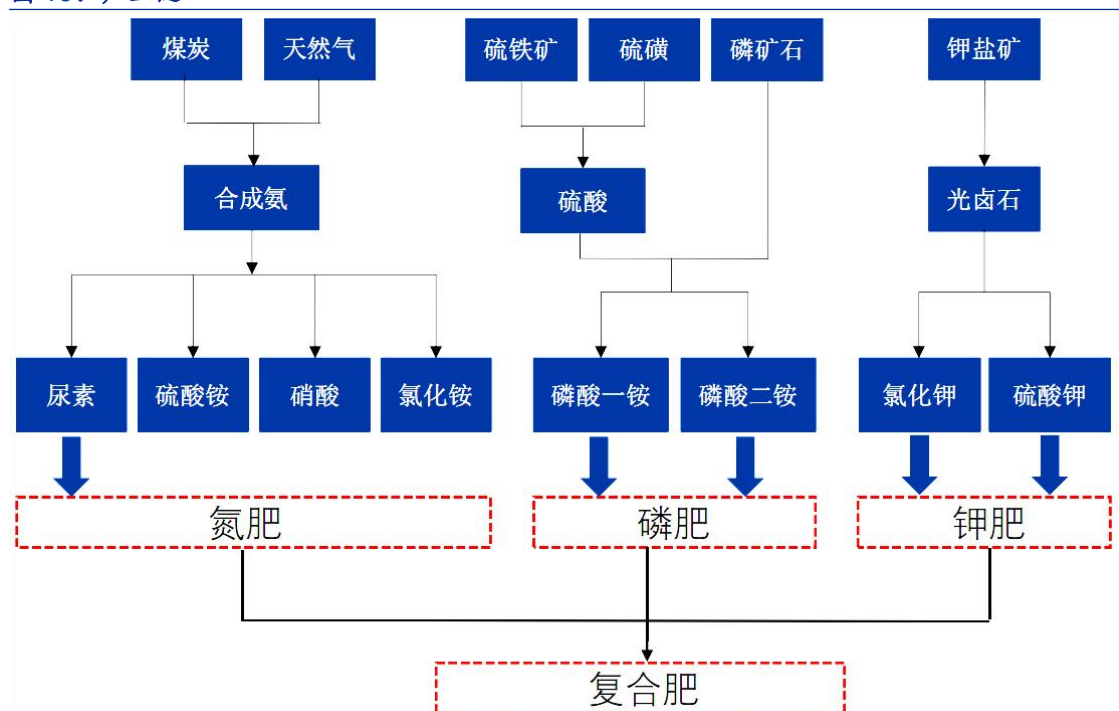 煤炭 天然气 硫铁矿 硫磺 磷矿石 钾盐矿
合成氨 硫酸 光卤石
尿素 硫酸铵 硝酸 氯化铵 磷酸一铵 磷酸二铵 氯化钾 硫酸钾
氮肥 磷肥 钾肥
复合肥